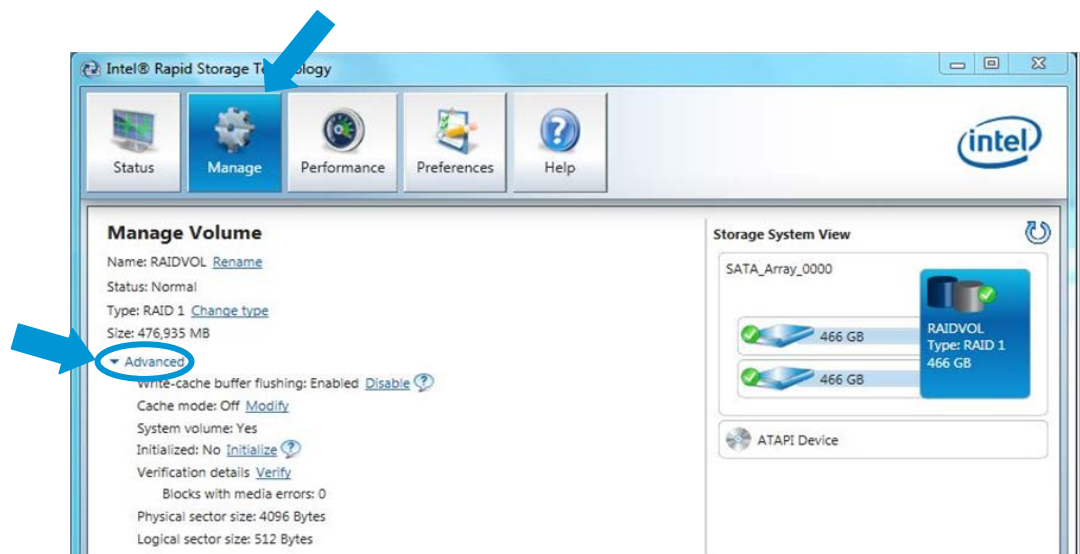 Intel® Rapid Storage Te ology
Status
Manage
Performance
Preferences
Help
intel
Manage Volume
Name: RAIDVOL Rename
Status: Normal
Type: RAID 1 Change type
Size: 476,935 MB
Advanced
Write-cache buffer flushing: Enabled Disable ?
Cache mode: Off Modify
System volume: Yes
Initialized: No Initialize ?
Verification details Verify
Blocks with media errors: 0
Physical sector size: 4096 Bytes
Logical sector size: 512 Bytes
Storage System View
SATA_Array_0000
466 GB
466 GB
RAIDVOL
Type: RAID 1
466 GB
ATAPI Device